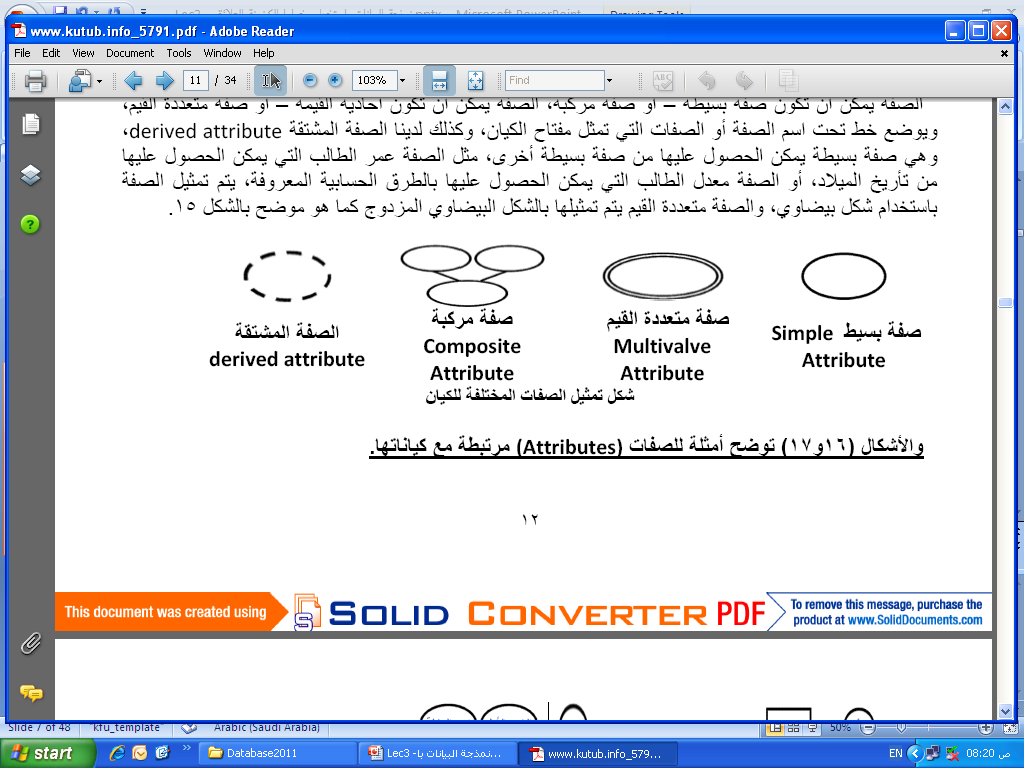 www.kutub.info_5791.pdf - Adobe Reader
File Edit View Document Tools Window Help
11 / 34 103% Find
الصفة يمكن أن تكون صفة بسيطة – أو صفة مركبة، الصفة يمكن أن تكون أحادية القيمة – أو صفة متعددة القيم،
ويوضع خط تحت اسم الصفة أو الصفات التي تمثل مفتاح الكيان، وكذلك لدينا الصفة المشتقة derived attribute،
وهي صفة بسيطة يمكن الحصول عليها من صفة بسيطة أخرى، مثل الصفة عمر الطالب التي يمكن الحصول عليها
من تأريخ الميلاد، أو الصفة معدل الطالب التي يمكن الحصول عليها بالطرق الحسابية المعروفة، يتم تمثيل الصفة
باستخدام شكل بيضاوي، والصفة متعددة القيم يتم تمثيلها بالشكل البيضاوي المزدوج كما هو موضح بالشكل ١٥.
صفة بسيط Simple
Attribute
صفة متعددة القيم
Multivalve
Attribute
صفة مركبة
Composite
Attribute
الصفة المشتقة
derived attribute
شكل تمثيل الصفات المختلفة للكيان
والأشكال (١٦و١٧) توضح أمثلة للصفات (Attributes) مرتبطة مع كياناتها.
١٢
This document was created using
SOLID CONVERTER PDF
To remove this message, purchase the
product at www.SolidDocuments.com
Slide 7 of 48 "kfu_template" Arabic (Saudi Arabia) 50%
start Database2011 Lec3 -نمذجة البيانات با... www.kutub.info_579... EN 08:20 ص